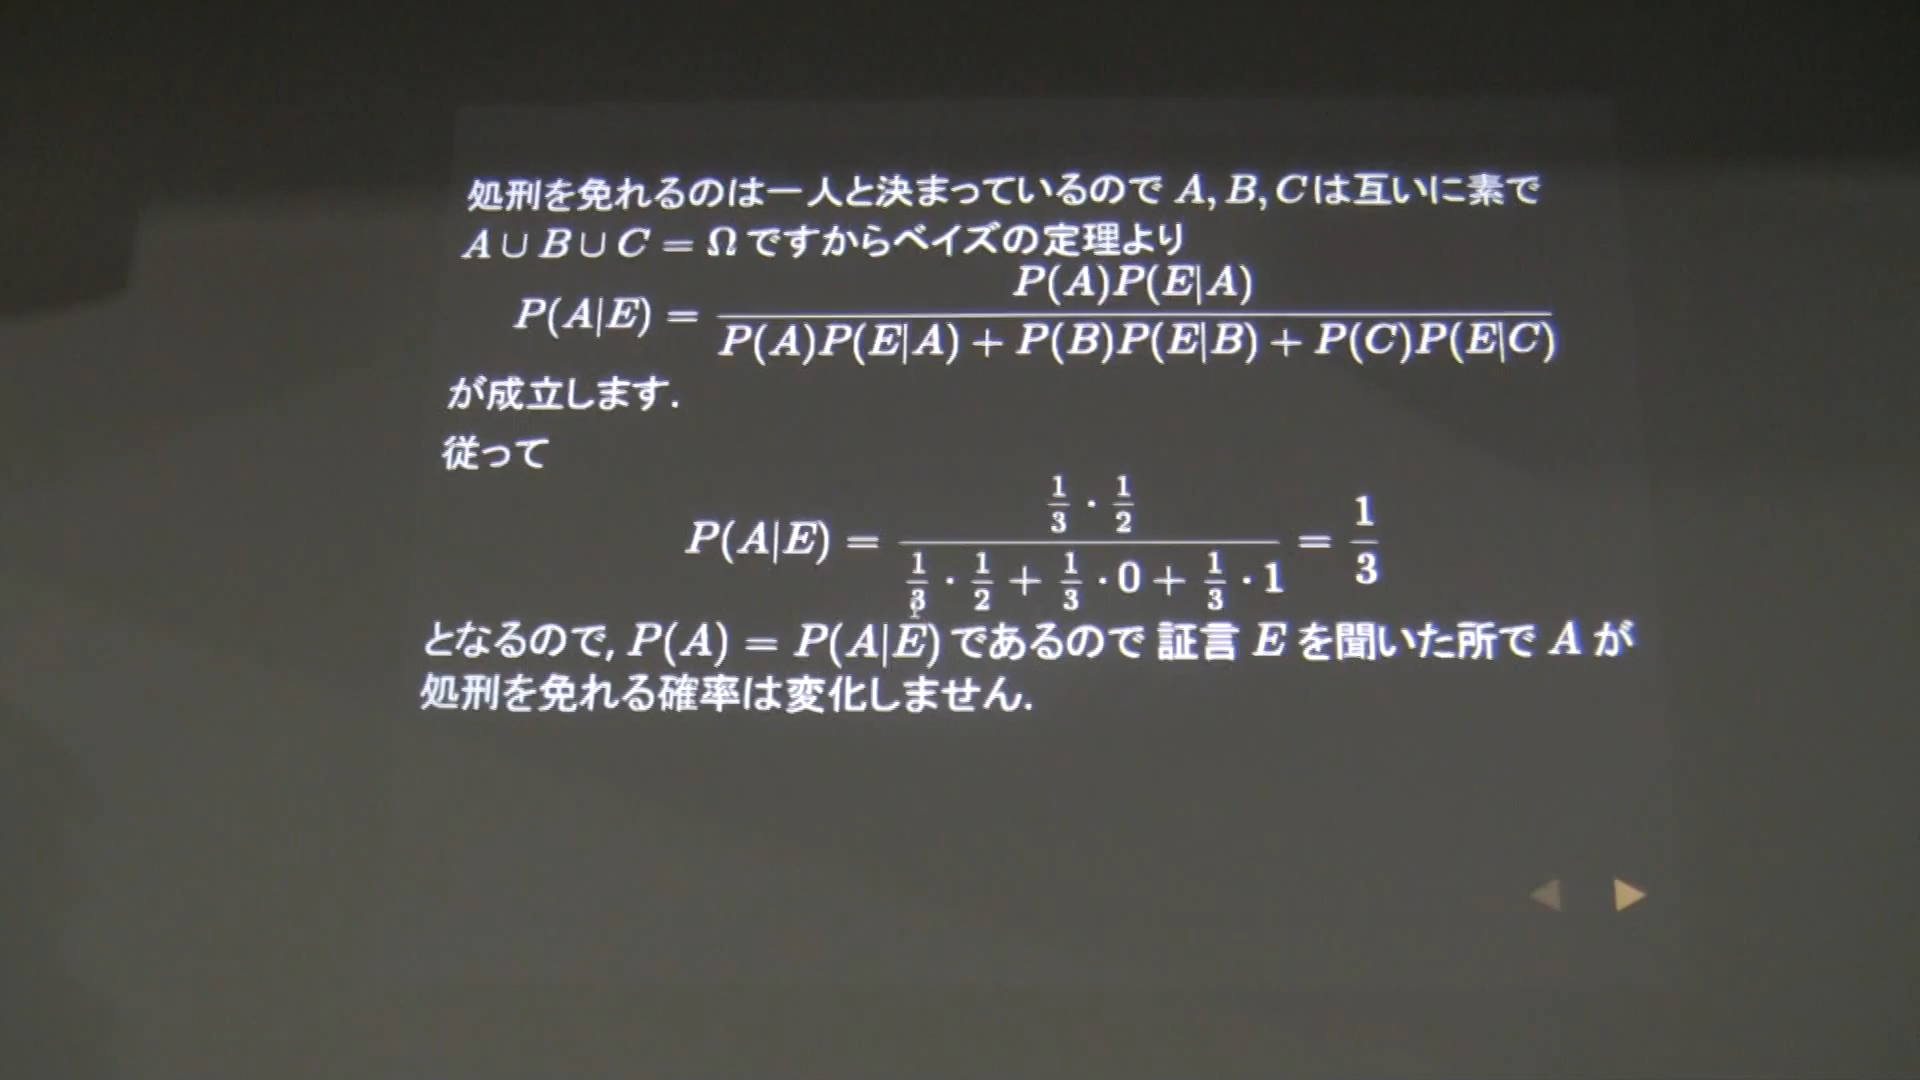 処刑を免れるのは一人と決まっているので A, B, C は互いに素で
A ∪ B ∪ C = Ω ですからベイズの定理より
P(A|E) = P(A)P(E|A) / P(A)P(E|A) + P(B)P(E|B) + P(C)P(E|C)
が成立します.
従って
P(A|E) = 1/3 · 1/2 / 1/3 · 1/2 + 1/3 · 0 + 1/3 · 1 = 1/3
となるので, P(A) = P(A|E) であるので 証言 E を聞いた所で A が
処刑を免れる確率は変化しません.